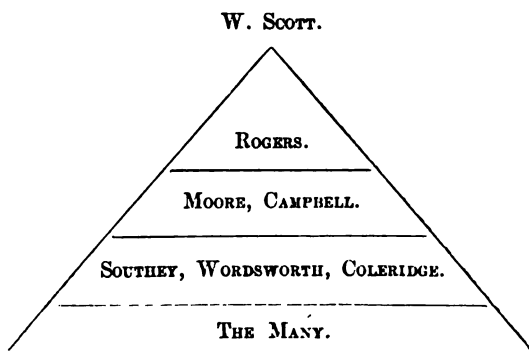 W. Scott.
Rogers.
Moore, Campbell.
Southey, Wordsworth, Coleridge.
The Many.